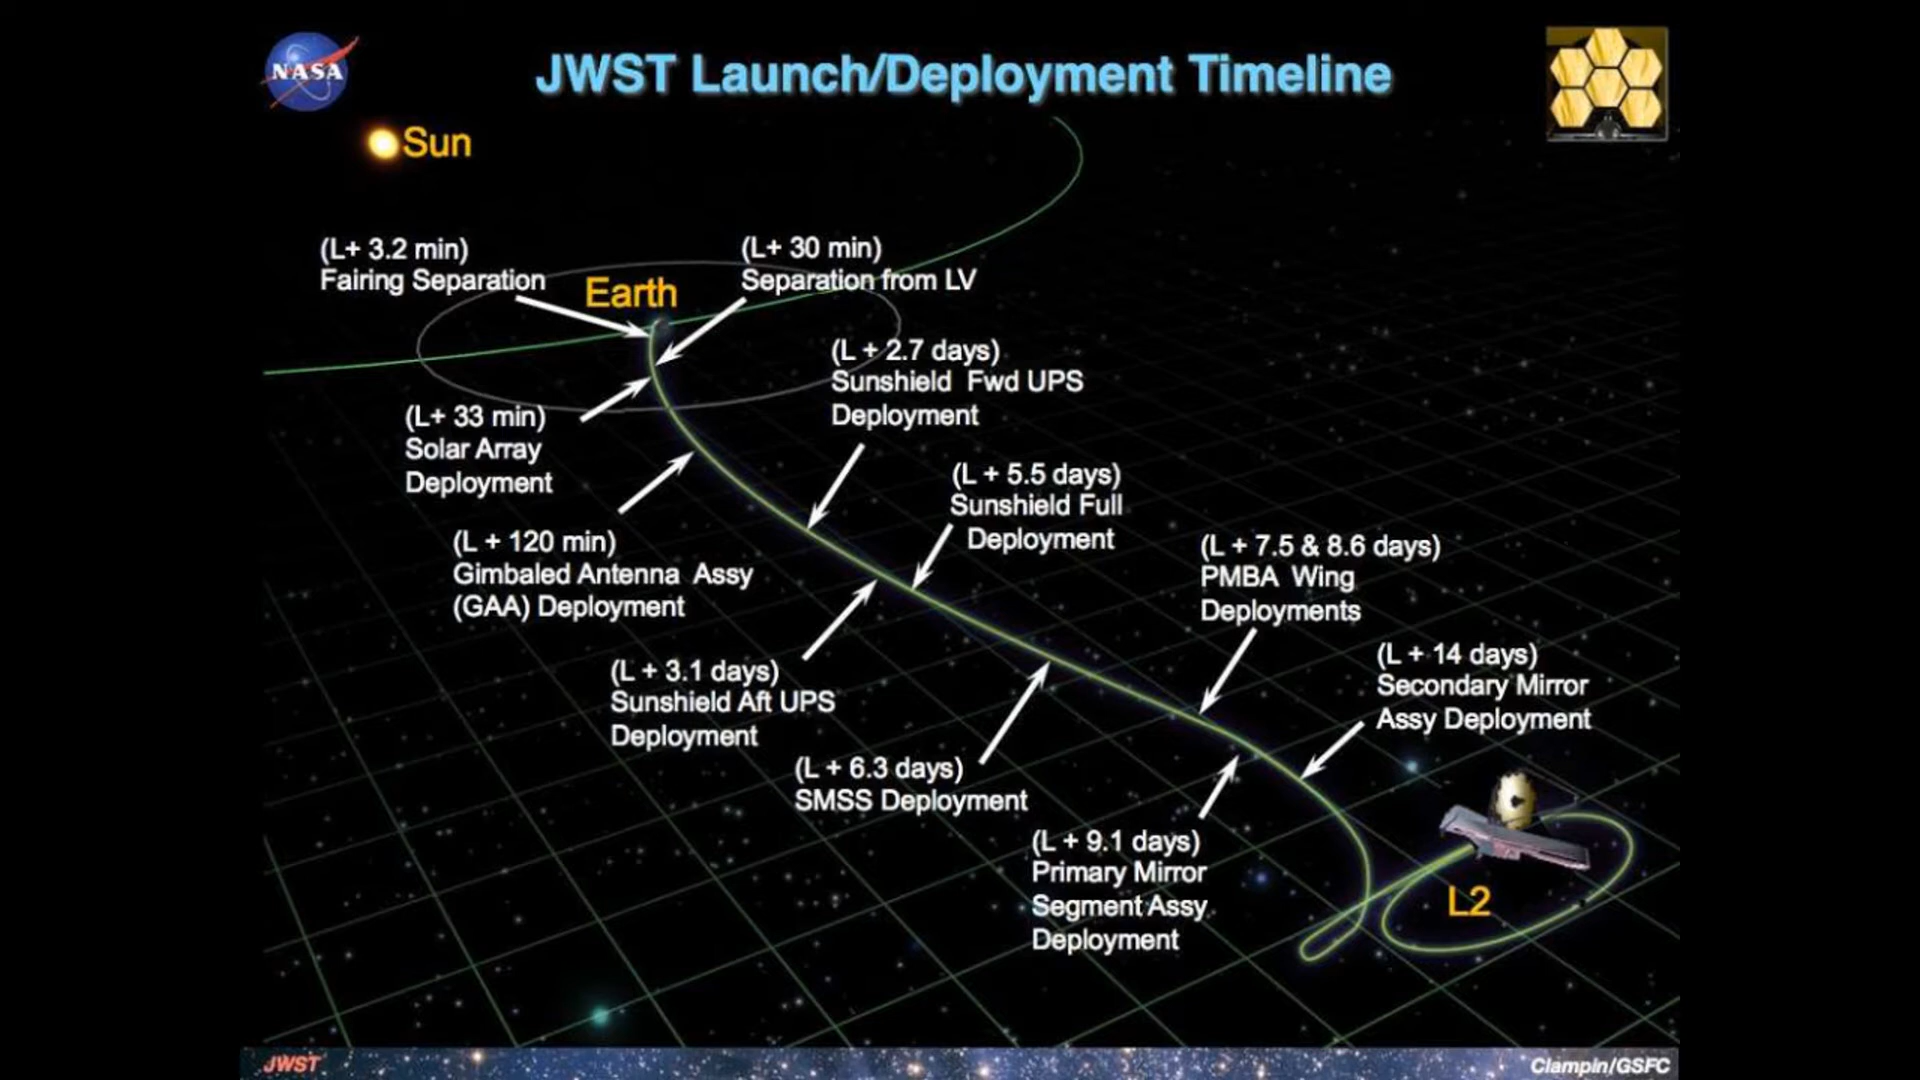 NASA
JWST Launch/Deployment Timeline
Sun
(L+ 3.2 min)
Fairing Separation
Earth
(L+ 30 min)
Separation from LV
(L+ 33 min)
Solar Array
Deployment
(L + 2.7 days)
Sunshield Fwd UPS
Deployment
(L + 120 min)
Gimbaled Antenna Assy
(GAA) Deployment
(L + 5.5 days)
Sunshield Full
Deployment
(L + 3.1 days)
Sunshield Aft UPS
Deployment
(L + 7.5 & 8.6 days)
PMBA Wing
Deployments
(L + 6.3 days)
SMSS Deployment
(L + 14 days)
Secondary Mirror
Assy Deployment
(L + 9.1 days)
Primary Mirror
Segment Assy
Deployment
L2
JWST
Clampin/GSFC